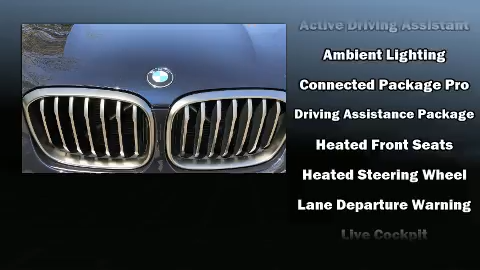 Active Driving Assistant
Ambient Lighting
Connected Package Pro
Driving Assistance Package
Heated Front Seats
Heated Steering Wheel
Lane Departure Warning
Live Cockpit